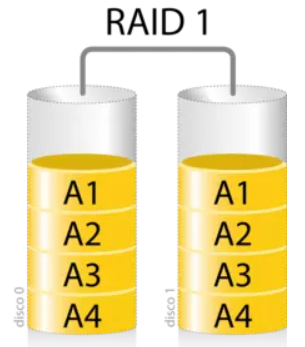 RAID 1
A1
A2
A3
A4
disco 0
A1
A2
A3
A4
disco 1